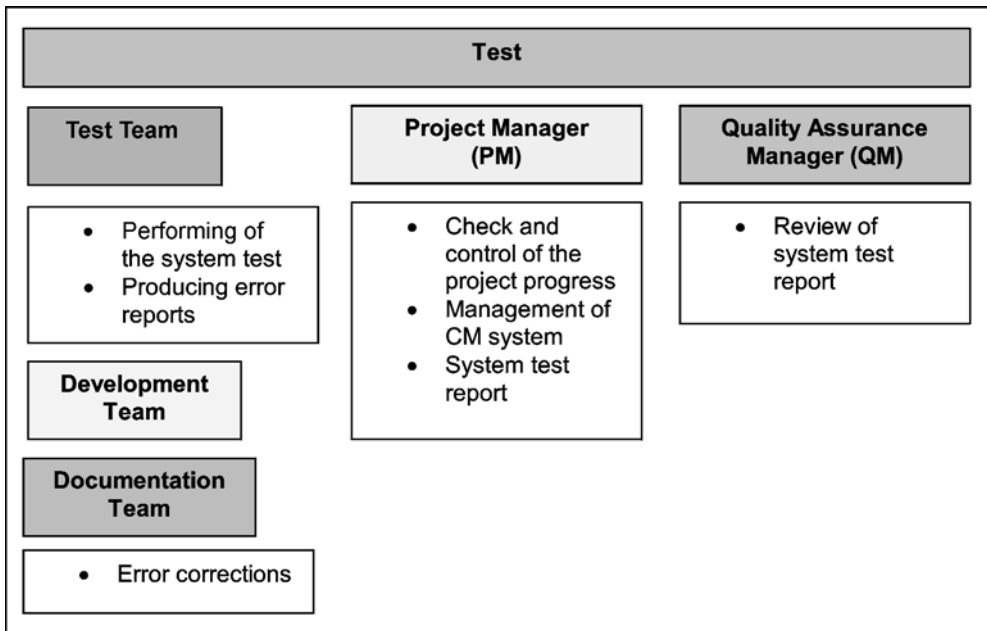 Test
Test Team
• Performing of
the system test
• Producing error
reports
Development
Team
Documentation
Team
• Error corrections
Project Manager
(PM)
• Check and
control of the
project progress
• Management of
CM system
• System test
report
Quality Assurance
Manager (QM)
• Review of
system test
report